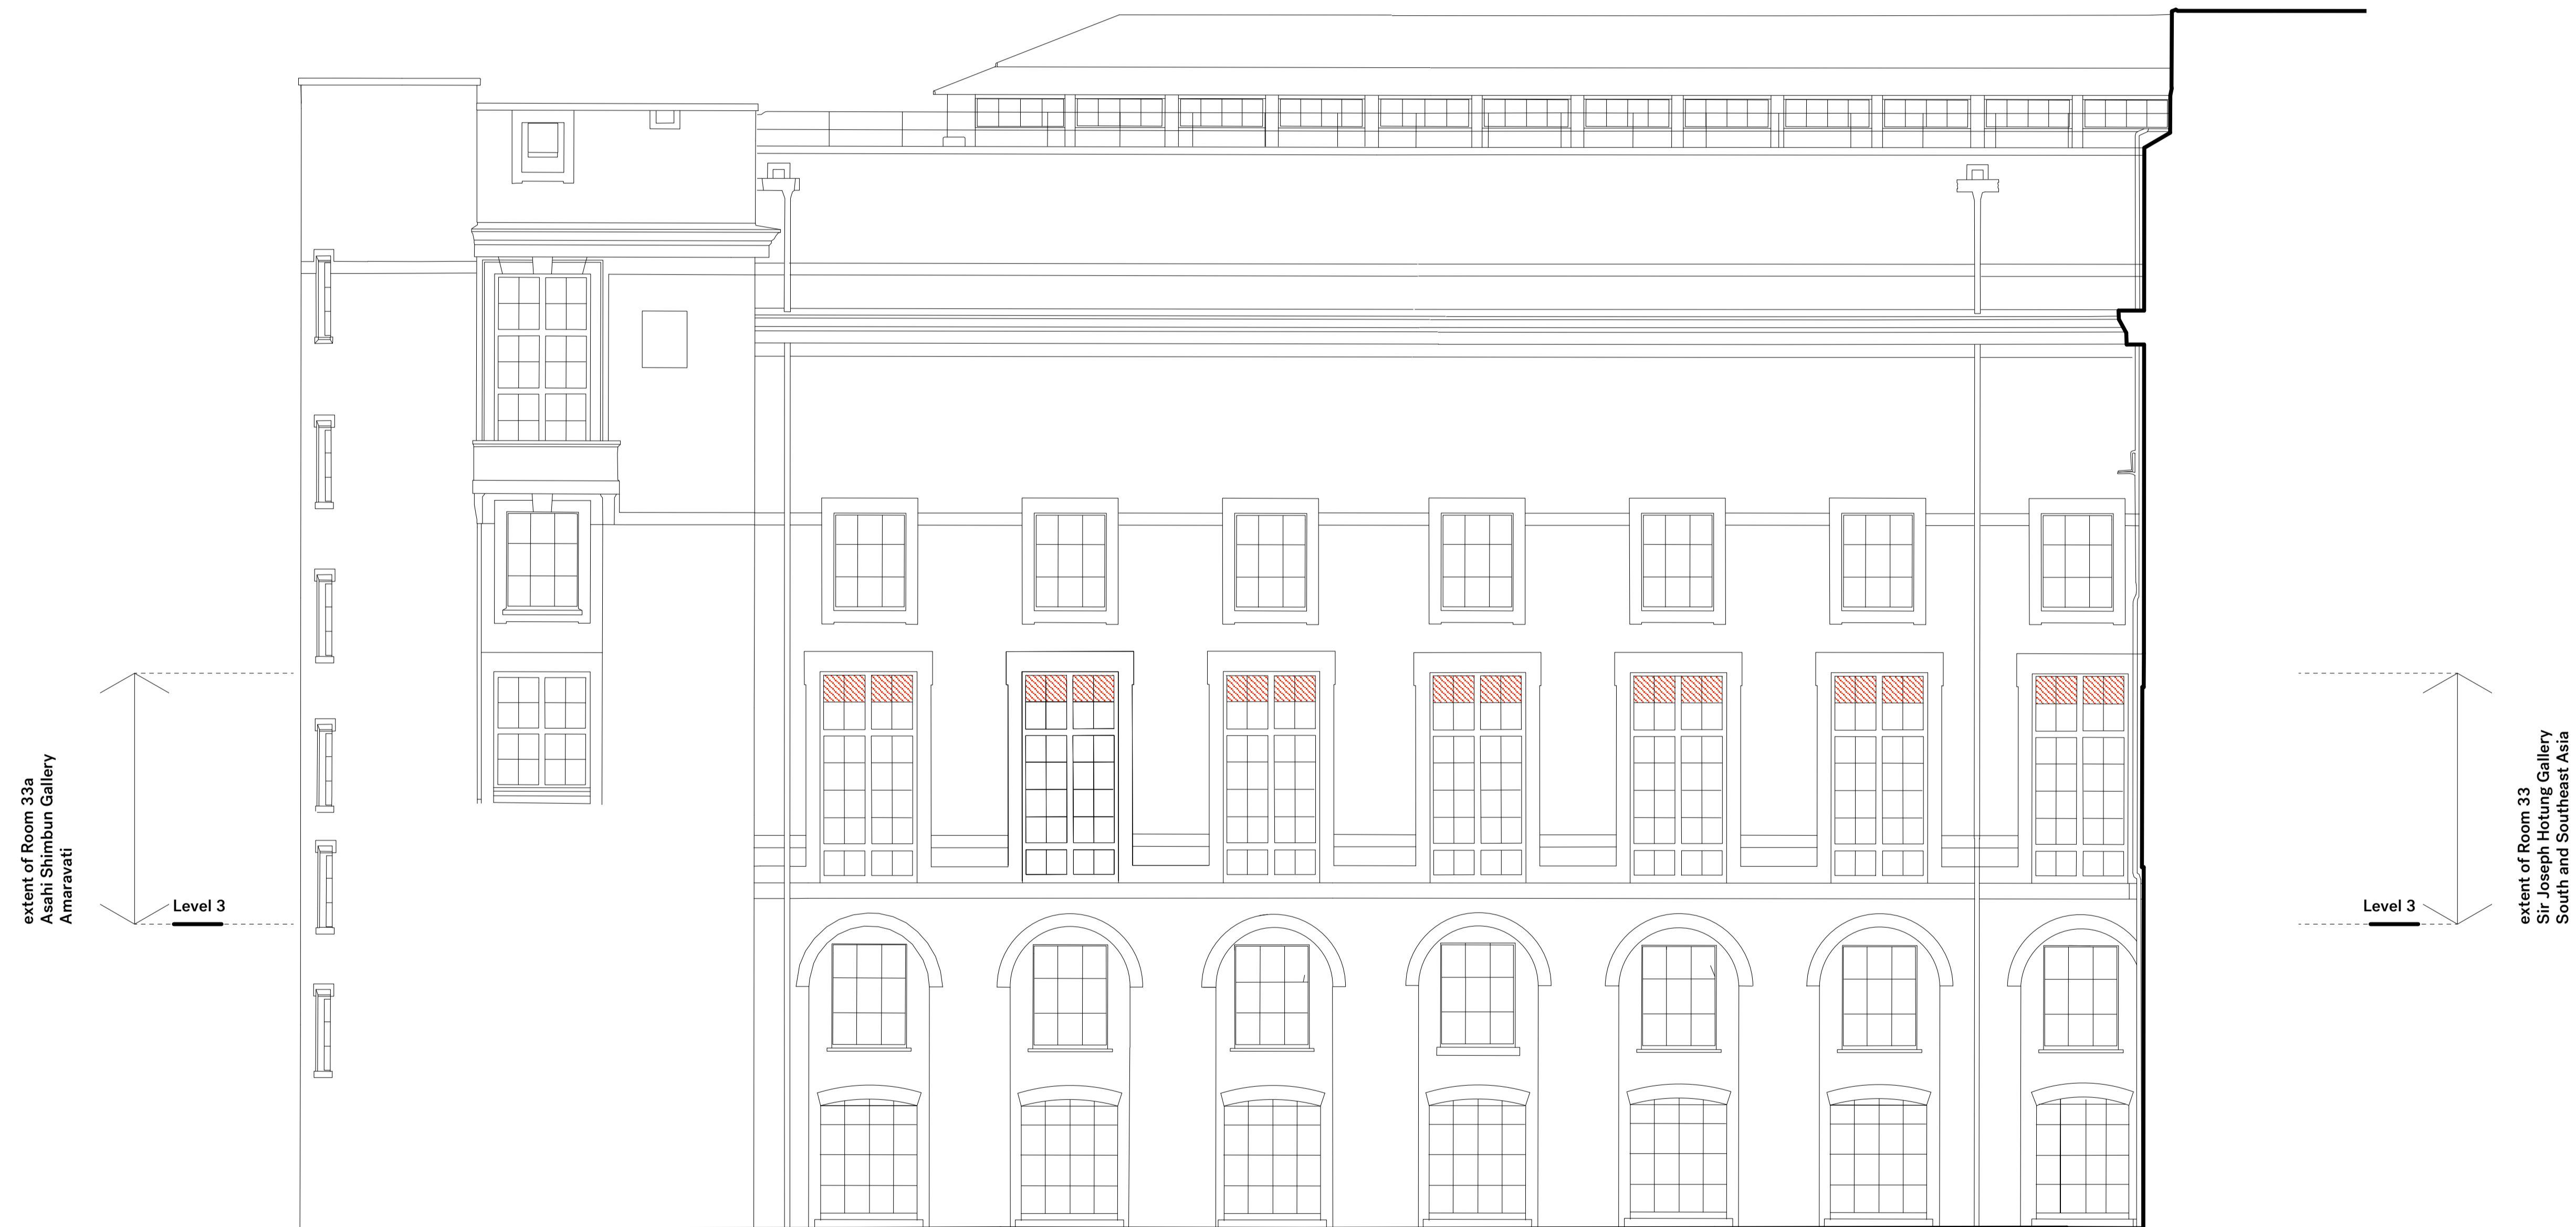 extent of Room 33a
Asahi Shimbun Gallery
Amaravati
Level 3
Level 3
extent of Room 33
Sir Joseph Hotung Gallery
South and Southeast Asia